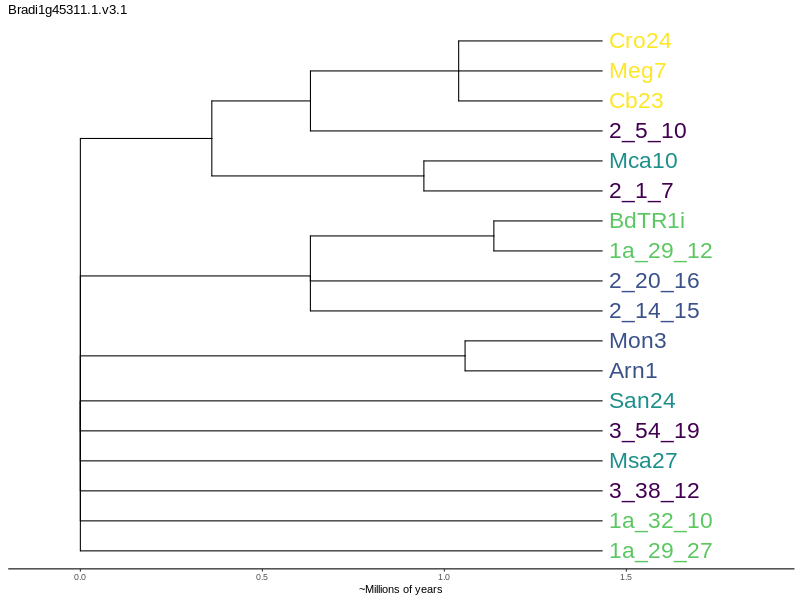 Bradi1g45311.1.v3.1
Cro24
Meg7
Cb23
2_5_10
Mca10
2_1_7
BdTR1i
1a_29_12
2_20_16
2_14_15
Mon3
Arn1
San24
3_54_19
Msa27
3_38_12
1a_32_10
1a_29_27
0.0 0.5 1.0 1.5
~Millions of years